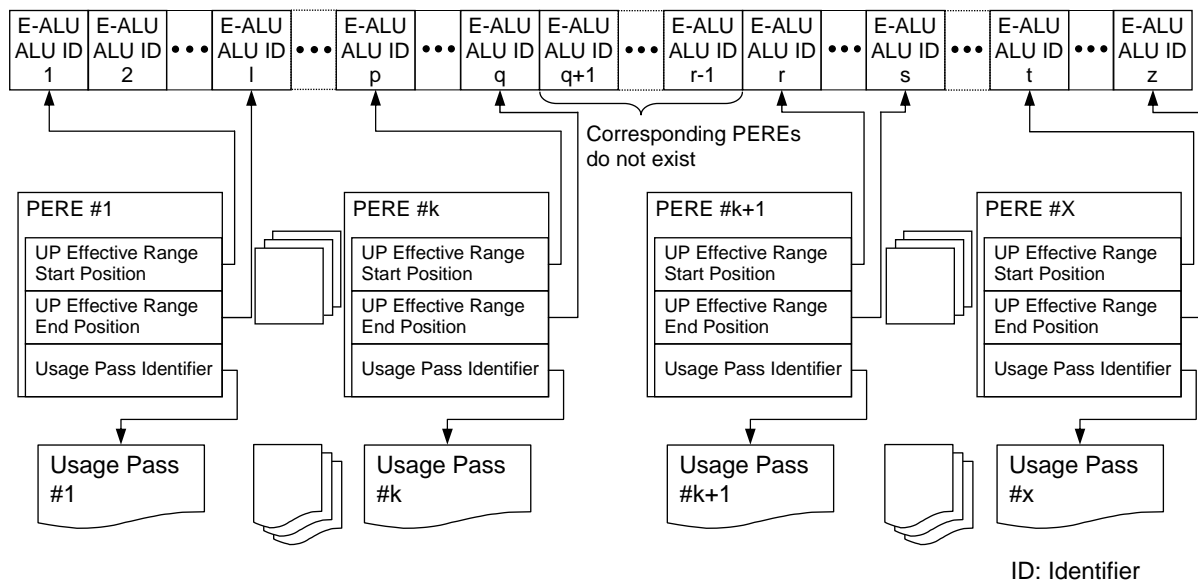 E-ALU
ALU ID
1
E-ALU
ALU ID
2
•••
E-ALU
ALU ID
l
•••
E-ALU
ALU ID
p
•••
E-ALU
ALU ID
q
E-ALU
ALU ID
q+1
•••
E-ALU
ALU ID
r-1
E-ALU
ALU ID
r
•••
E-ALU
ALU ID
s
•••
E-ALU
ALU ID
t
•••
E-ALU
ALU ID
z
Corresponding PEREs
do not exist
PERE #1
UP Effective Range
Start Position
UP Effective Range
End Position
Usage Pass Identifier
PERE #k
UP Effective Range
Start Position
UP Effective Range
End Position
Usage Pass Identifier
PERE #k+1
UP Effective Range
Start Position
UP Effective Range
End Position
Usage Pass Identifier
PERE #X
UP Effective Range
Start Position
UP Effective Range
End Position
Usage Pass Identifier
Usage Pass
#1
Usage Pass
#k
Usage Pass
#k+1
Usage Pass
#x
ID: Identifier